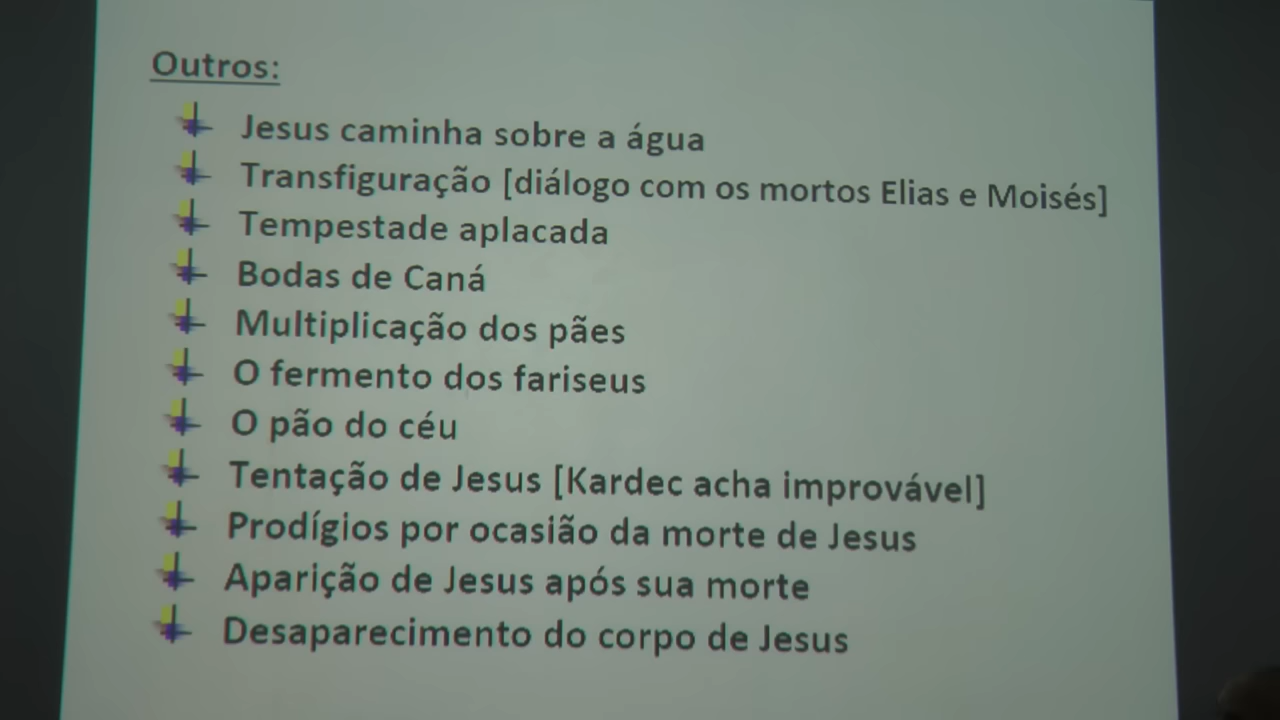 Outros:
Jesus caminha sobre a água
Transfiguração [diálogo com os mortos Elias e Moisés]
Tempestade aplacada
Bodas de Caná
Multiplicação dos pães
O fermento dos fariseus
O pão do céu
Tentação de Jesus [Kardec acha improvável]
Prodígios por ocasião da morte de Jesus
Aparição de Jesus após sua morte
Desaparecimento do corpo de Jesus